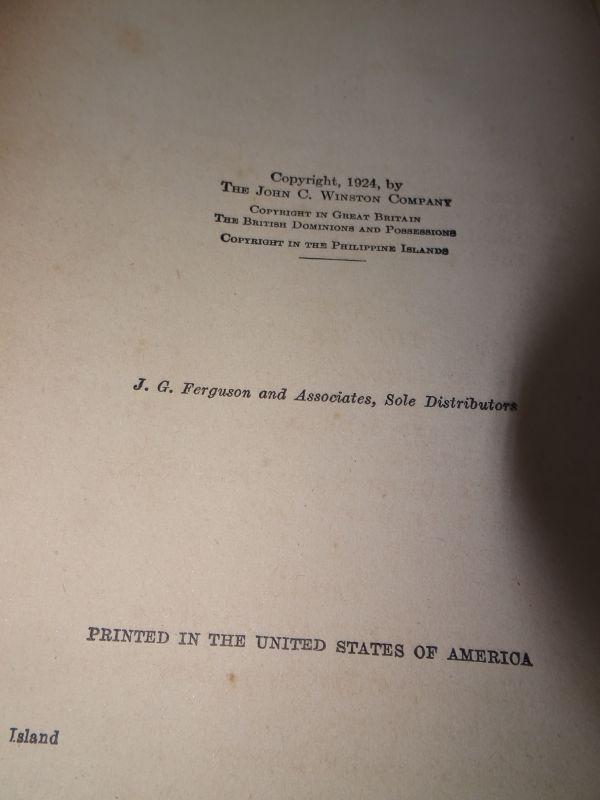 Copyright, 1924, by
THE JOHN C. WINSTON COMPANY
COPYRIGHT IN GREAT BRITAIN
THE BRITISH DOMINIONS AND POSSESSIONS
COPYRIGHT IN THE PHILIPPINE ISLANDS
J. G. Ferguson and Associates, Sole Distributors
PRINTED IN THE UNITED STATES OF AMERICA
Island